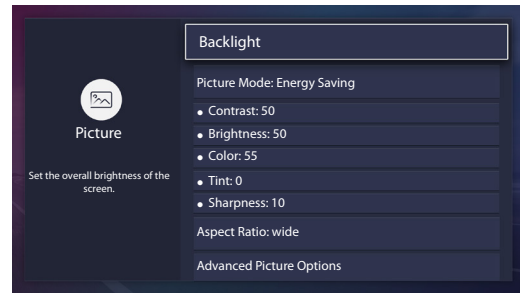 Picture
Set the overall brightness of the
screen.
Backlight
Picture Mode: Energy Saving
• Contrast: 50
• Brightness: 50
• Color: 55
• Tint: 0
• Sharpness: 10
Aspect Ratio: wide
Advanced Picture Options